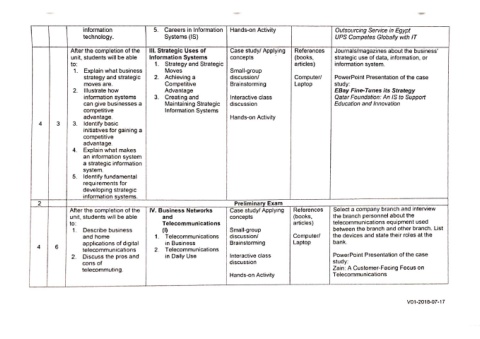 information
technology.
5. Careers in Information
Systems (IS)
Hands-on Activity
Outsourcing Service in Egypt
UPS Competes Globally with IT
4
3
After the completion of the
unit, students will be able
to:
1. Explain what business
strategy and strategic
moves are.
2. Illustrate how
information systems
can give businesses a
competitive
advantage.
3. Identify basic
initiatives for gaining a
competitive
advantage.
4. Explain what makes
an information system
a strategic information
system.
5. Identify fundamental
requirements for
developing strategic
information systems.
III. Strategic Uses of
Information Systems
1. Strategy and Strategic
Moves
2. Achieving a
Competitive
Advantage
3. Creating and
Maintaining Strategic
Information Systems
Case study/ Applying
concepts
Small-group
discussion/
Brainstorming
Interactive class
discussion
Hands-on Activity
References
(books,
articles)
Computer/
Laptop
Journals/magazines about the business'
strategic use of data, information, or
information system.
PowerPoint Presentation of the case
study:
EBay Fine-Tunes its Strategy
Qatar Foundation: An IS to Support
Education and Innovation
2
Preliminary Exam
4
6
After the completion of the
unit, students will be able
to:
1. Describe business
and home
applications of digital
telecommunications
2. Discuss the pros and
cons of
telecommuting.
IV. Business Networks
and
Telecommunications
(I)
1. Telecommunications
in Business
2. Telecommunications
in Daily Use
Case study/ Applying
concepts
Small-group
discussion/
Brainstorming
Interactive class
discussion
Hands-on Activity
References
(books,
articles)
Computer/
Laptop
Select a company branch and interview
the branch personnel about the
telecommunications equipment used
between the branch and other branch. List
the devices and state their roles at the
bank.
PowerPoint Presentation of the case
study:
Zain: A Customer-Facing Focus on
Telecommunications
V01-2018-07-17